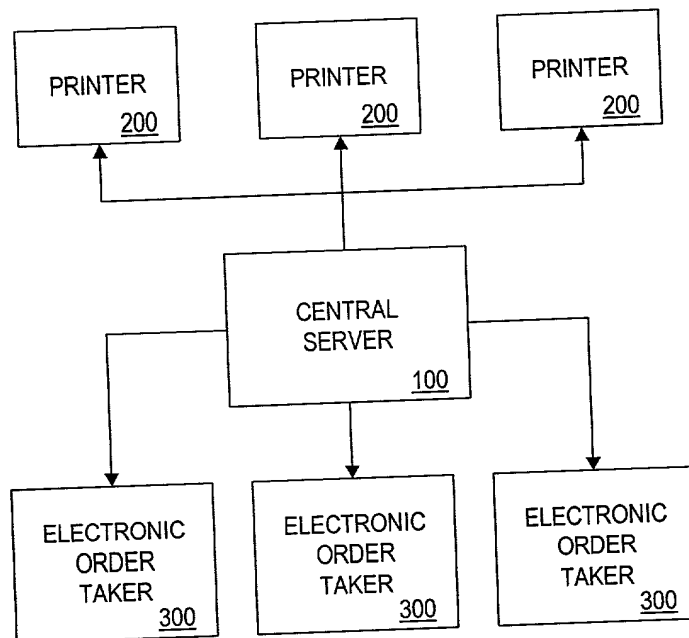 PRINTER
200
PRINTER
200
PRINTER
200
CENTRAL
SERVER
100
ELECTRONIC
ORDER
TAKER
300
ELECTRONIC
ORDER
TAKER
300
ELECTRONIC
ORDER
TAKER
300